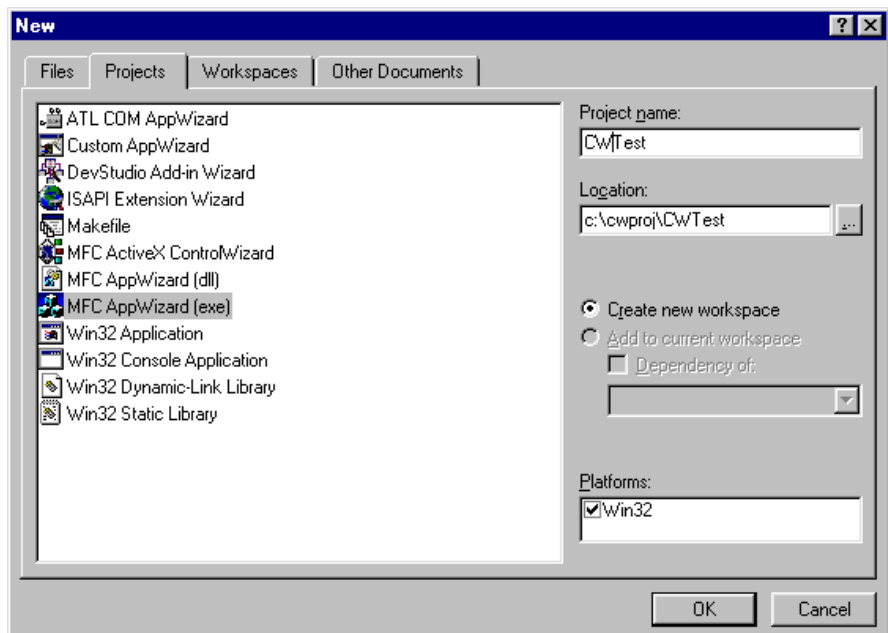 New
Files Projects Workspaces Other Documents
ATL COM AppWizard
Custom AppWizard
DevStudio Add-in Wizard
ISAPI Extension Wizard
Makefile
MFC ActiveX ControlWizard
MFC AppWizard (dll)
MFC AppWizard (exe)
Win32 Application
Win32 Console Application
Win32 Dynamic-Link Library
Win32 Static Library
Project name:
CWTest
Location:
c:\cwproj\CWTest
...
Create new workspace
Add to current workspace
Dependency of:
Platforms:
Win32
OK Cancel